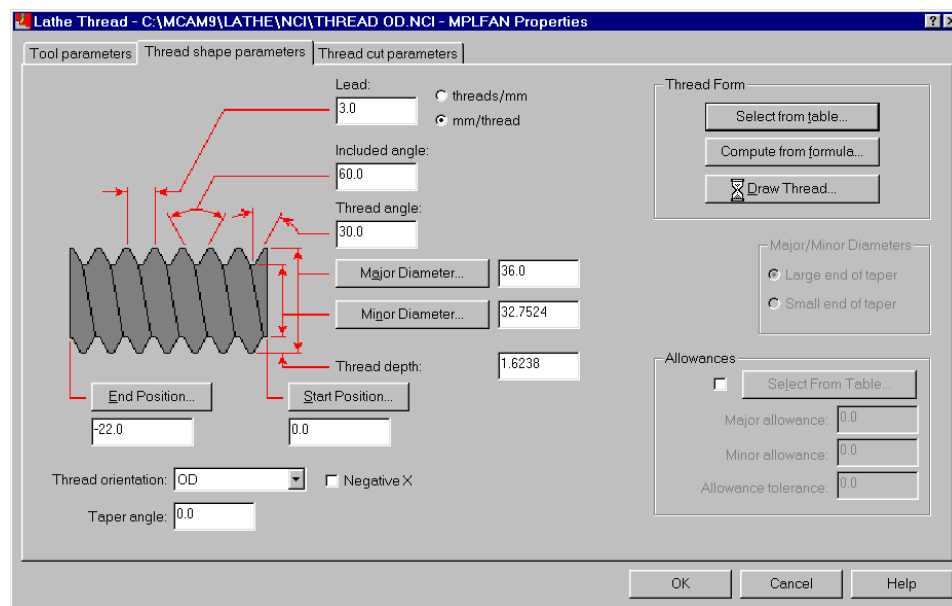 Lathe Thread - C:\MCAM9\LATHE\NCI\THREAD OD.NCI - MPLFAN Properties
Tool parameters
Thread shape parameters
Thread cut parameters
Lead:
3.0
threads/mm
mm/thread
Included angle:
60.0
Thread angle:
30.0
Major Diameter...
36.0
Minor Diameter...
32.7524
Thread depth:
1.6238
End Position...
Start Position...
-22.0
0.0
Thread orientation:
OD
Negative X
Taper angle:
0.0
Thread Form
Select from table...
Compute from formula...
Draw Thread...
Major/Minor Diameters
Large end of taper
Small end of taper
Allowances
Select From Table...
Major allowance:
0.0
Minor allowance:
0.0
Allowance tolerance:
0.0
OK
Cancel
Help